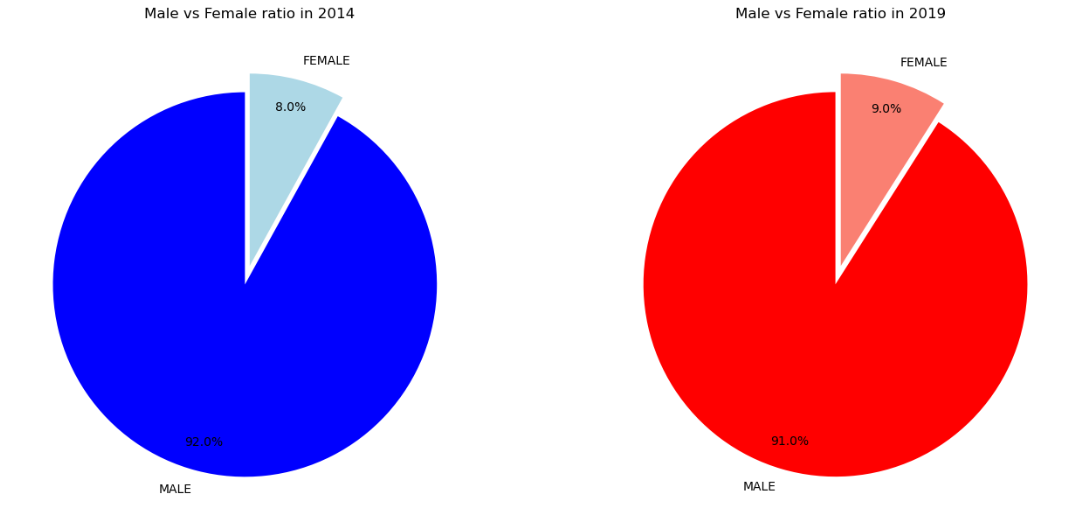 Male vs Female ratio in 2014
FEMALE
8.0%
92.0%
MALE
Male vs Female ratio in 2019
FEMALE
9.0%
91.0%
MALE